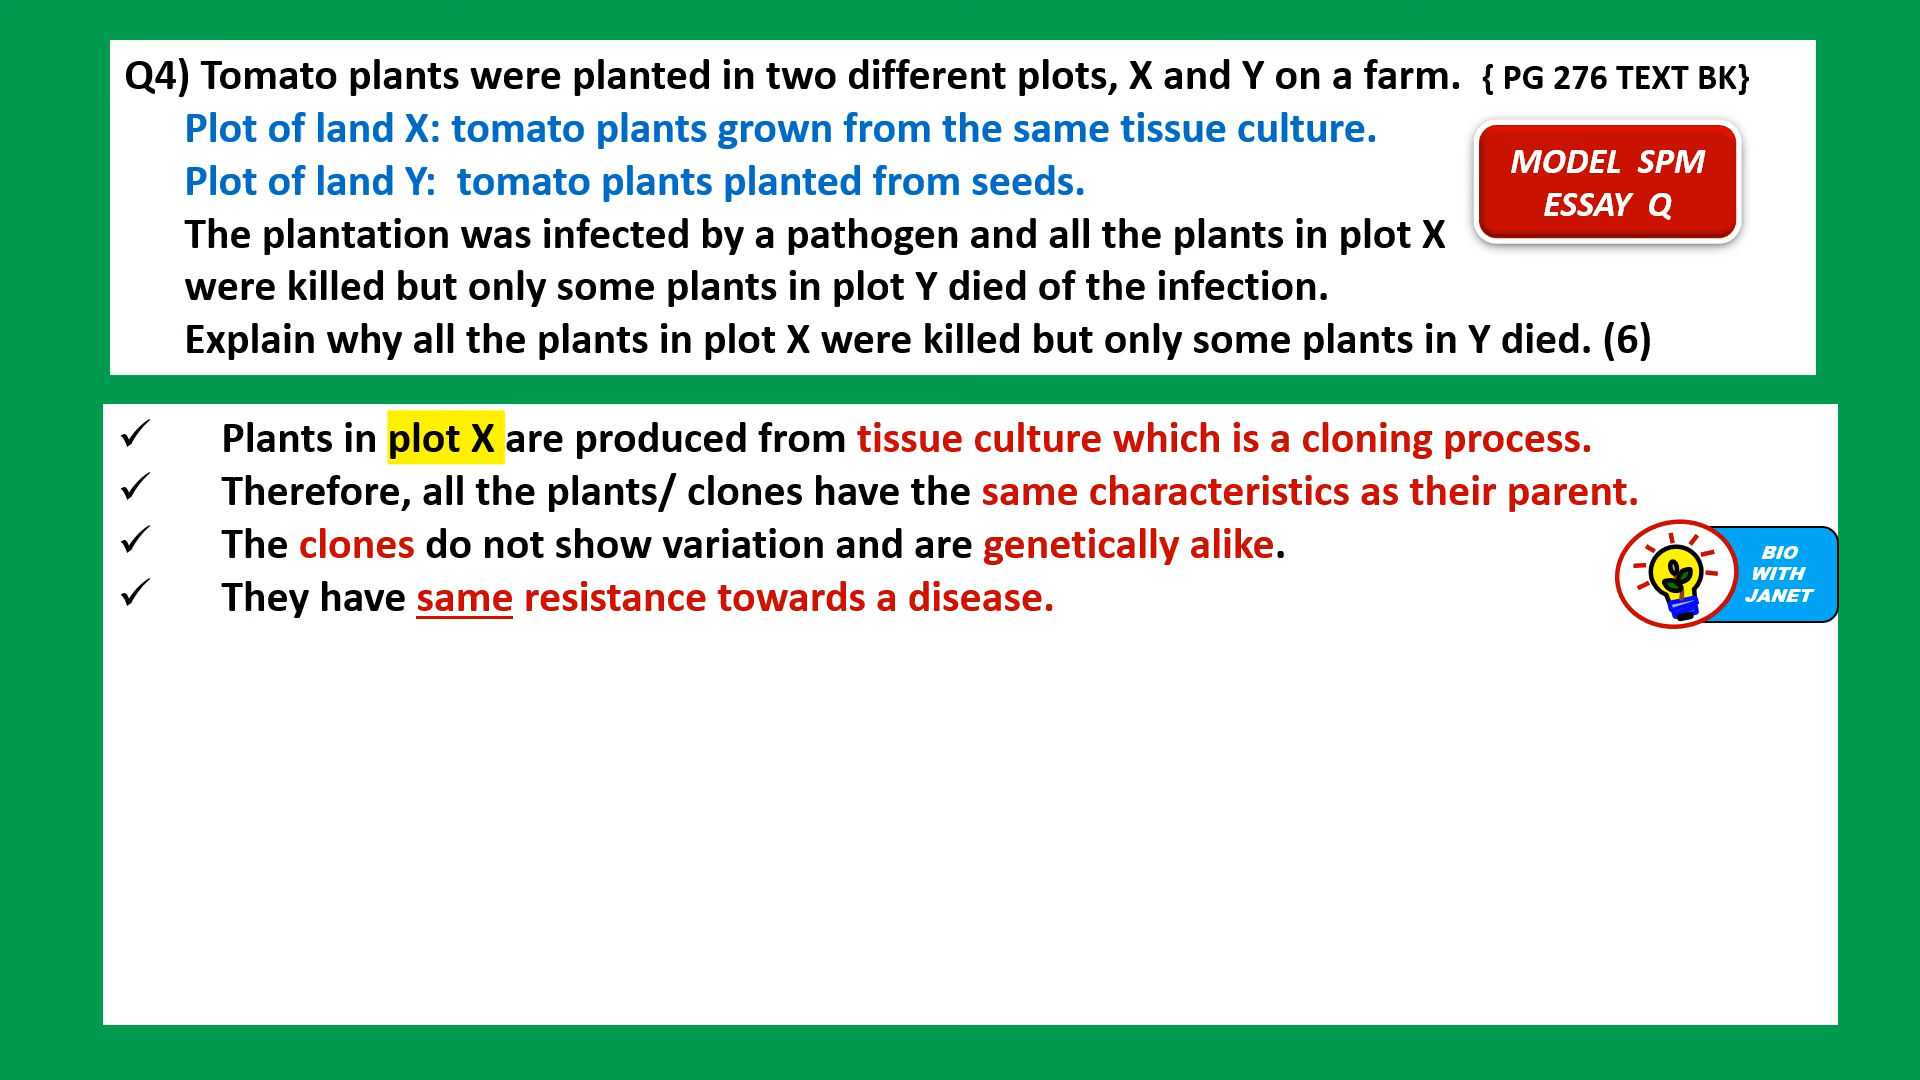 Q4) Tomato plants were planted in two different plots, X and Y on a farm. { PG 276 TEXT BK}
Plot of land X: tomato plants grown from the same tissue culture.
Plot of land Y: tomato plants planted from seeds.
MODEL SPM
ESSAY Q
The plantation was infected by a pathogen and all the plants in plot X
were killed but only some plants in plot Y died of the infection.
Explain why all the plants in plot X were killed but only some plants in Y died. (6)
✓ Plants in plot X are produced from tissue culture which is a cloning process.
✓ Therefore, all the plants/ clones have the same characteristics as their parent.
✓ The clones do not show variation and are genetically alike.
✓ They have same resistance towards a disease.
BIO
WITH
JANET